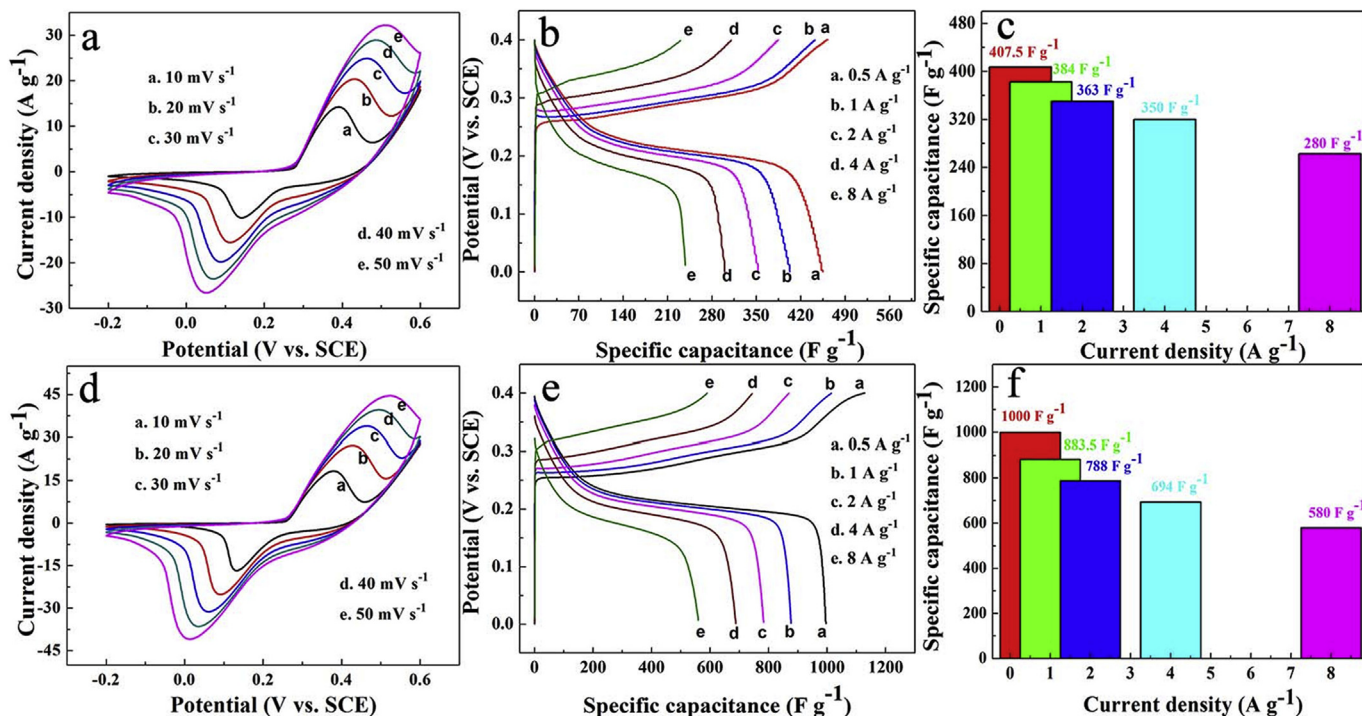 a
Current density (A g-1)
30
20
10
0
-10
-20
-30
a. 10 mV s-1
b. 20 mV s-1
c. 30 mV s-1
d. 40 mV s-1
e. 50 mV s-1
e
d
c
b
a
-0.2 0.0 0.2 0.4 0.6
Potential (V vs. SCE)
b
Potential (V vs. SCE)
0.4
0.3
0.2
0.1
0.0
e d c b a
a. 0.5 A g-1
b. 1 A g-1
c. 2 A g-1
d. 4 A g-1
e. 8 A g-1
e d c b a
0 70 140 210 280 350 420 490 560
Specific capacitance (F g-1)
c
Specific capacitance (F g-1)
480
400
320
240
160
80
0
407.5 F g-1
384 F g-1
363 F g-1
350 F g-1
280 F g-1
0 1 2 3 4 5 6 7 8
Current density (A g-1)
d
Current density (A g-1)
45
30
15
0
-15
-30
-45
a. 10 mV s-1
b. 20 mV s-1
c. 30 mV s-1
d. 40 mV s-1
e. 50 mV s-1
e
d
c
b
a
-0.2 0.0 0.2 0.4 0.6
Potential (V vs. SCE)
e
Potential (V vs. SCE)
0.4
0.3
0.2
0.1
0.0
e d c b a
a. 0.5 A g-1
b. 1 A g-1
c. 2 A g-1
d. 4 A g-1
e. 8 A g-1
e d c b a
0 200 400 600 800 1000 1200
Specific capacitance (F g-1)
f
Specific capacitance (F g-1)
1200
1000
800
600
400
200
0
1000 F g-1
883.5 F g-1
788 F g-1
694 F g-1
580 F g-1
0 1 2 3 4 5 6 7 8
Current density (A g-1)